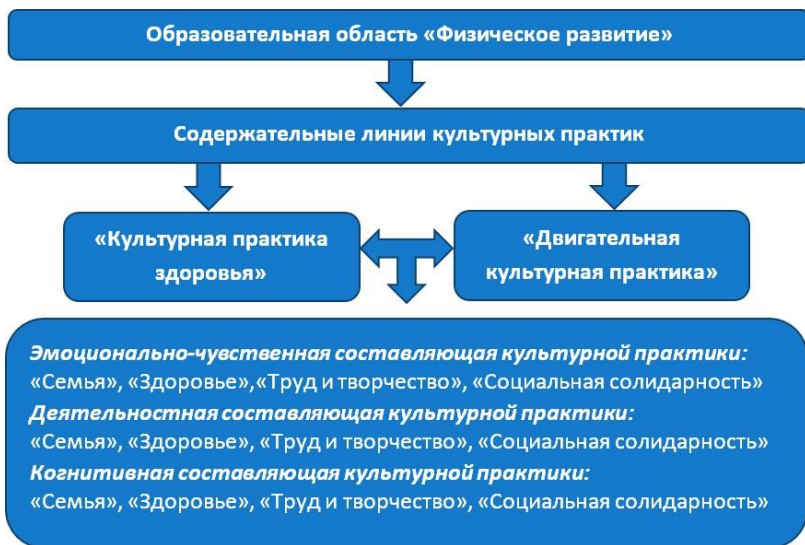 Образовательная область «Физическое развитие»
Содержательные линии культурных практик
«Культурная практика
здоровья»
«Двигательная
культурная практика»
Эмоционально-чувственная составляющая культурной практики:
«Семья», «Здоровье»,«Труд и творчество», «Социальная солидарность»
Деятельностная составляющая культурной практики:
«Семья», «Здоровье», «Труд и творчество», «Социальная солидарность»
Когнитивная составляющая культурной практики:
«Семья», «Здоровье», «Труд и творчество», «Социальная солидарность»